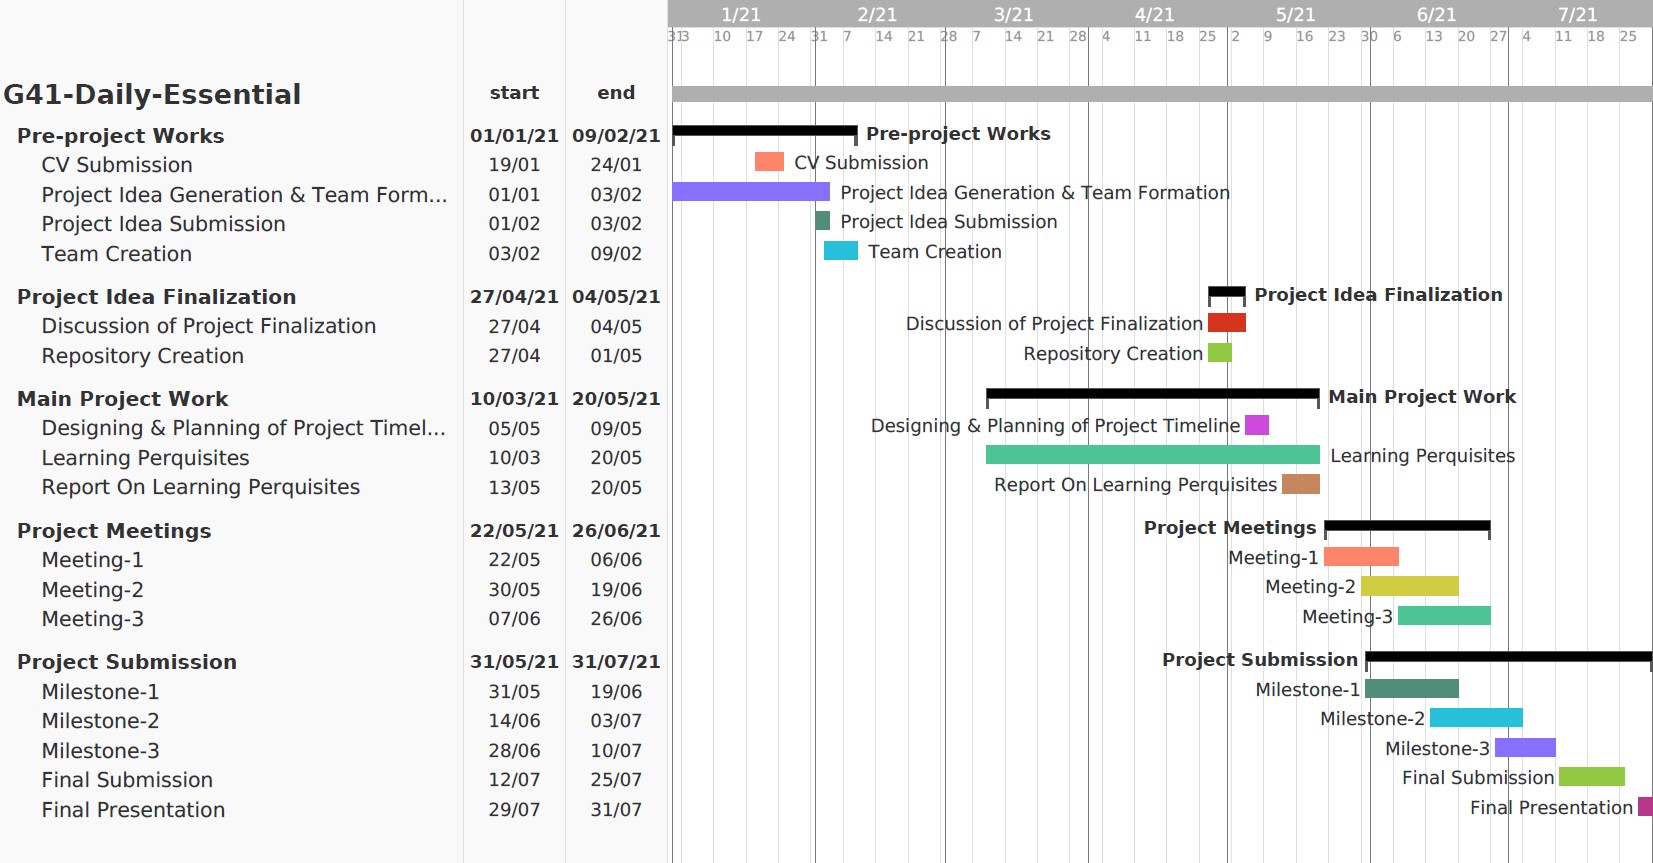 1/21 2/21 3/21 4/21 5/21 6/21 7/21
31 3 10 17 24 31 7 14 21 28 7 14 21 28 4 11 18 25 2 9 16 23 30 6 13 20 27 4 11 18 25
G41-Daily-Essential start end
Pre-project Works 01/01/21 09/02/21 Pre-project Works
CV Submission 19/01 24/01 CV Submission
Project Idea Generation & Team Form... 01/01 03/02 Project Idea Generation & Team Formation
Project Idea Submission 01/02 03/02 Project Idea Submission
Team Creation 03/02 09/02 Team Creation
Project Idea Finalization 27/04/21 04/05/21 Project Idea Finalization
Discussion of Project Finalization 27/04 04/05 Discussion of Project Finalization
Repository Creation 27/04 01/05 Repository Creation
Main Project Work 10/03/21 20/05/21 Main Project Work
Designing & Planning of Project Timel... 05/05 09/05 Designing & Planning of Project Timeline
Learning Perquisites 10/03 20/05 Learning Perquisites
Report On Learning Perquisites 13/05 20/05 Report On Learning Perquisites
Project Meetings 22/05/21 26/06/21 Project Meetings
Meeting-1 22/05 06/06 Meeting-1
Meeting-2 30/05 19/06 Meeting-2
Meeting-3 07/06 26/06 Meeting-3
Project Submission 31/05/21 31/07/21 Project Submission
Milestone-1 31/05 19/06 Milestone-1
Milestone-2 14/06 03/07 Milestone-2
Milestone-3 28/06 10/07 Milestone-3
Final Submission 12/07 25/07 Final Submission
Final Presentation 29/07 31/07 Final Presentation